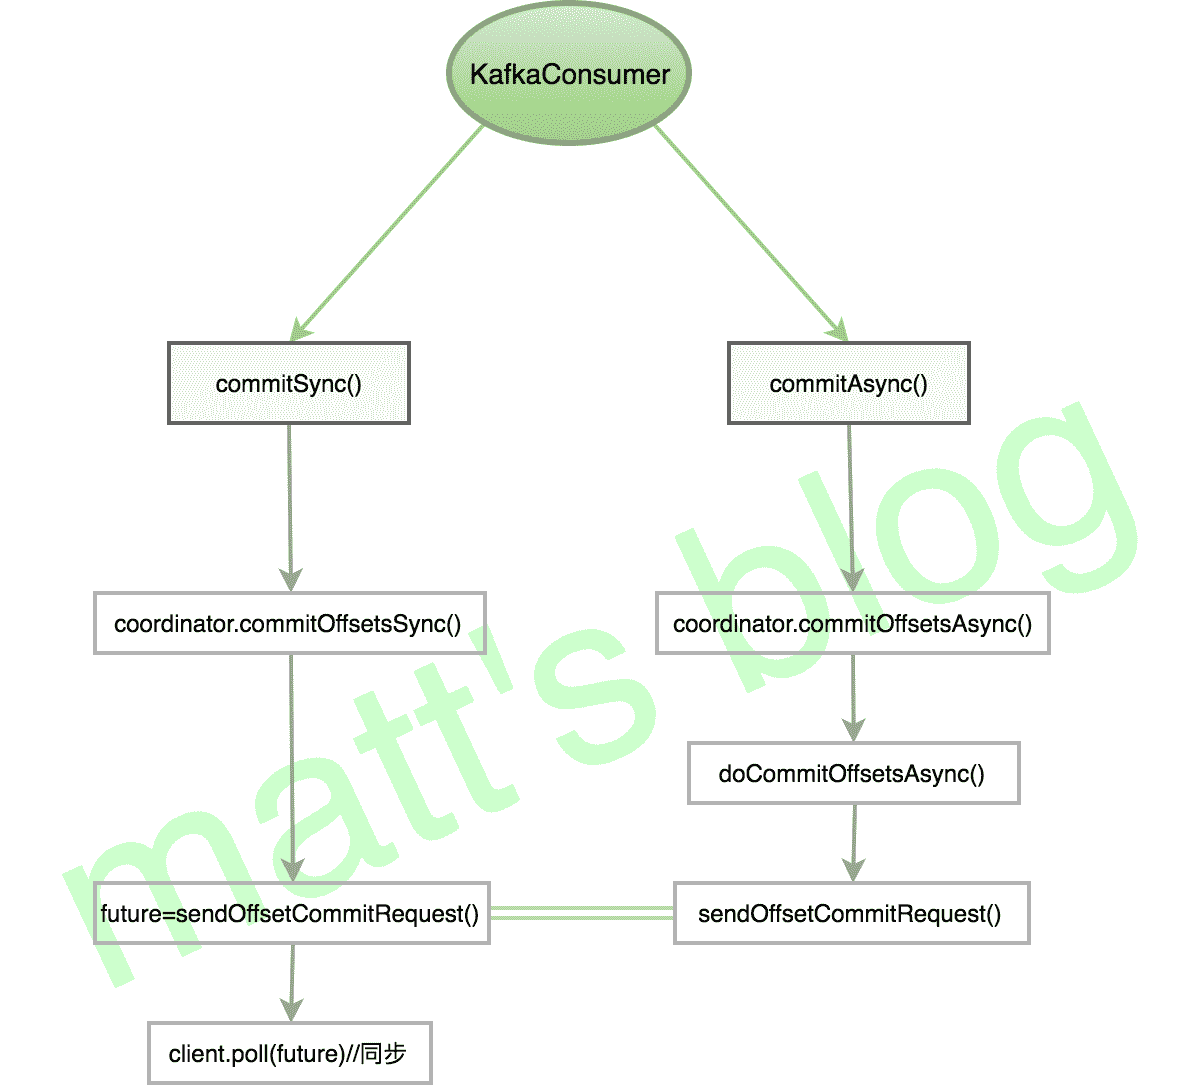 KafkaConsumer
commitSync()
commitAsync()
coordinator.commitOffsetsSync()
coordinator.commitOffsetsAsync()
doCommitOffsetsAsync()
future=sendOffsetCommitRequest()
sendOffsetCommitRequest()
client.poll(future)//同步
matt's blog